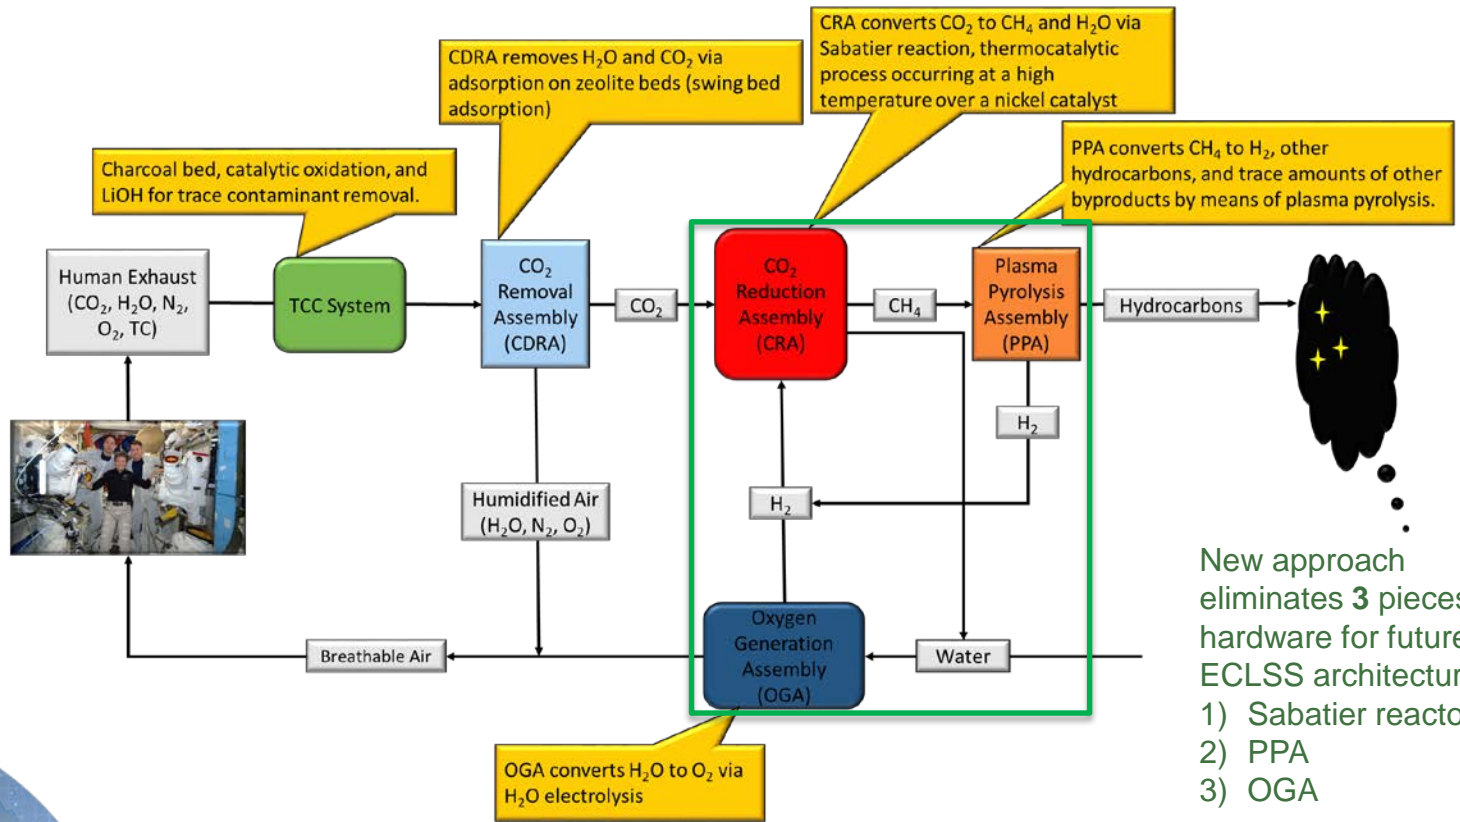 CRA converts CO₂ to CH₄ and H₂O via
Sabatier reaction, thermocatalytic
process occurring at a high
temperature over a nickel catalyst
CDRA removes H₂O and CO₂ via
adsorption on zeolite beds (swing bed
adsorption)
PPA converts CH₄ to H₂, other
hydrocarbons, and trace amounts of other
byproducts by means of plasma pyrolysis.
Charcoal bed, catalytic oxidation, and
LiOH for trace contaminant removal.
Human Exhaust
(CO₂, H₂O, N₂,
O₂, TC)
TCC System
CO₂
Removal
Assembly
(CDRA)
CO₂
CO₂
Reduction
Assembly
(CRA)
CH₄
Plasma
Pyrolysis
Assembly
(PPA)
Hydrocarbons
H₂
H₂
Humidified Air
(H₂O, N₂, O₂)
Breathable Air
Oxygen
Generation
Assembly
(OGA)
Water
OGA converts H₂O to O₂ via
H₂O electrolysis
New approach
eliminates 3 pieces
hardware for future
ECLSS architectur
1) Sabatier reacto
2) PPA
3) OGA